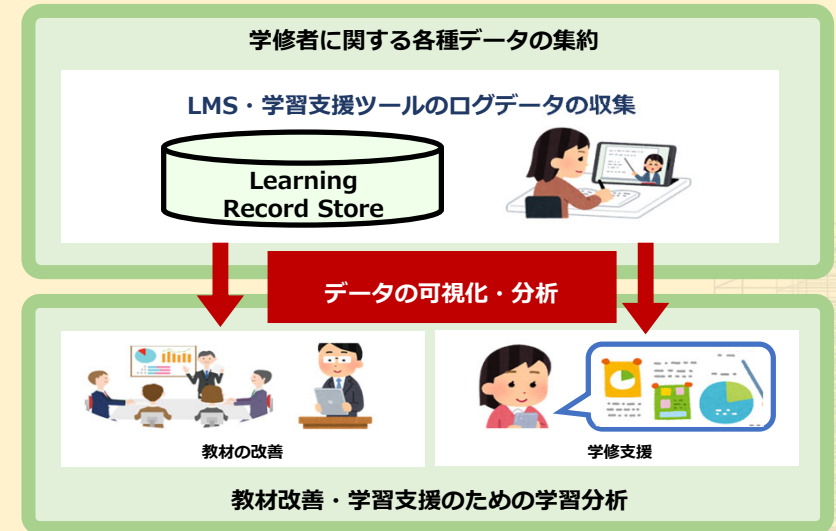 学修者に関する各種データの集約
LMS・学習支援ツールのログデータの収集
Learning
Record Store
データの可視化・分析
教材の改善
学修支援
教材改善・学習支援のための学習分析